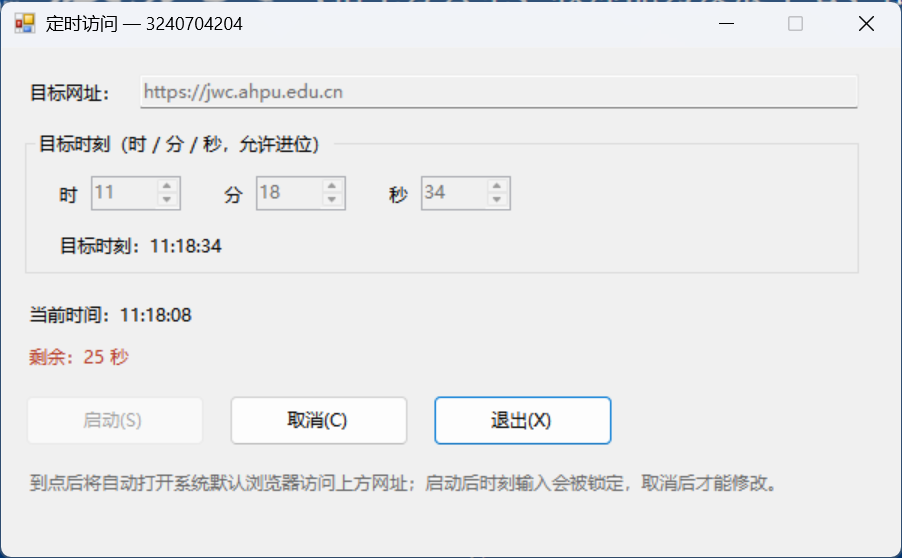 定时访问 — 3240704204
目标网址： https://jwc.ahpu.edu.cn
目标时刻（时 / 分 / 秒，允许进位）
时 11 分 18 秒 34
目标时刻：11:18:34
当前时间：11:18:08
剩余：25 秒
启动(S) 取消(C) 退出(X)
到点后将自动打开系统默认浏览器访问上方网址；启动后时刻输入会被锁定，取消后才能修改。